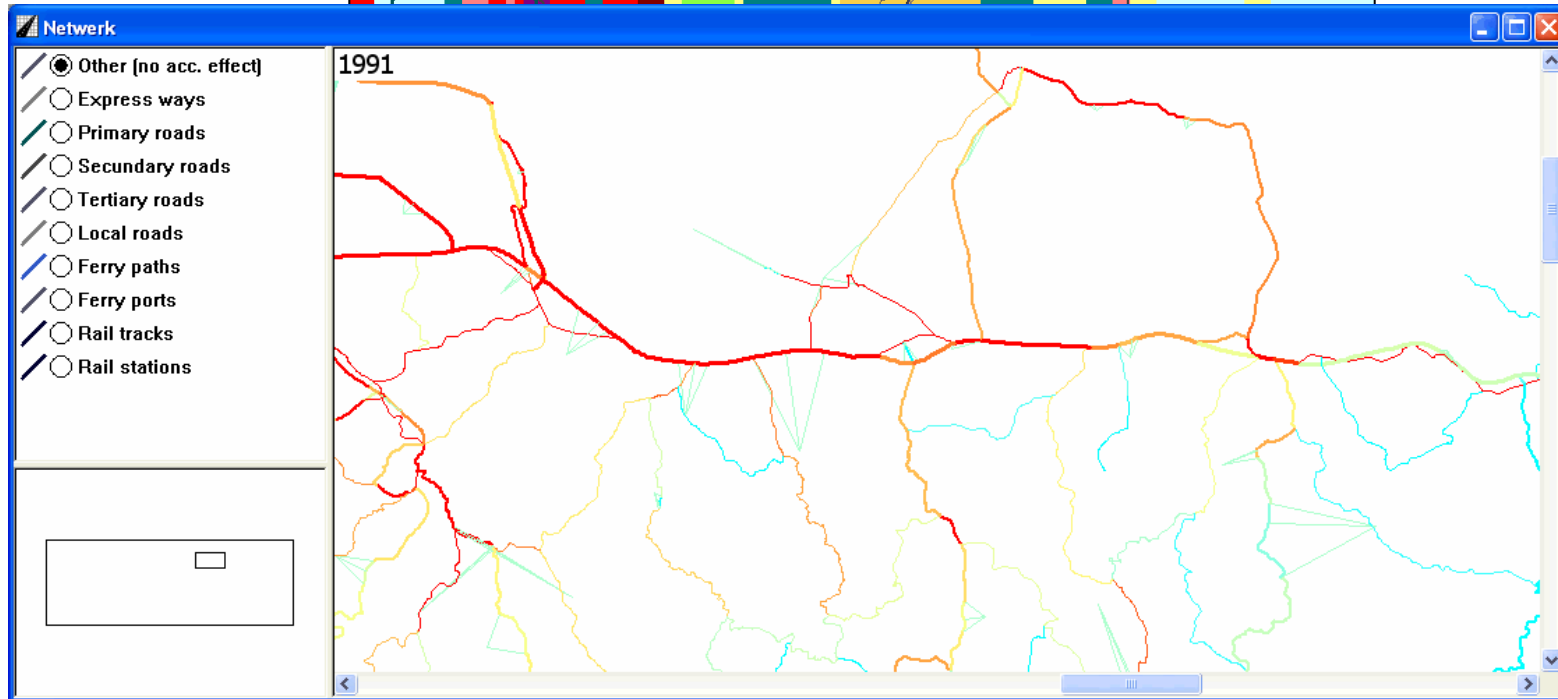 Netwerk
Other (no acc. effect)
Express ways
Primary roads
Secundary roads
Tertiary roads
Local roads
Ferry paths
Ferry ports
Rail tracks
Rail stations
1991